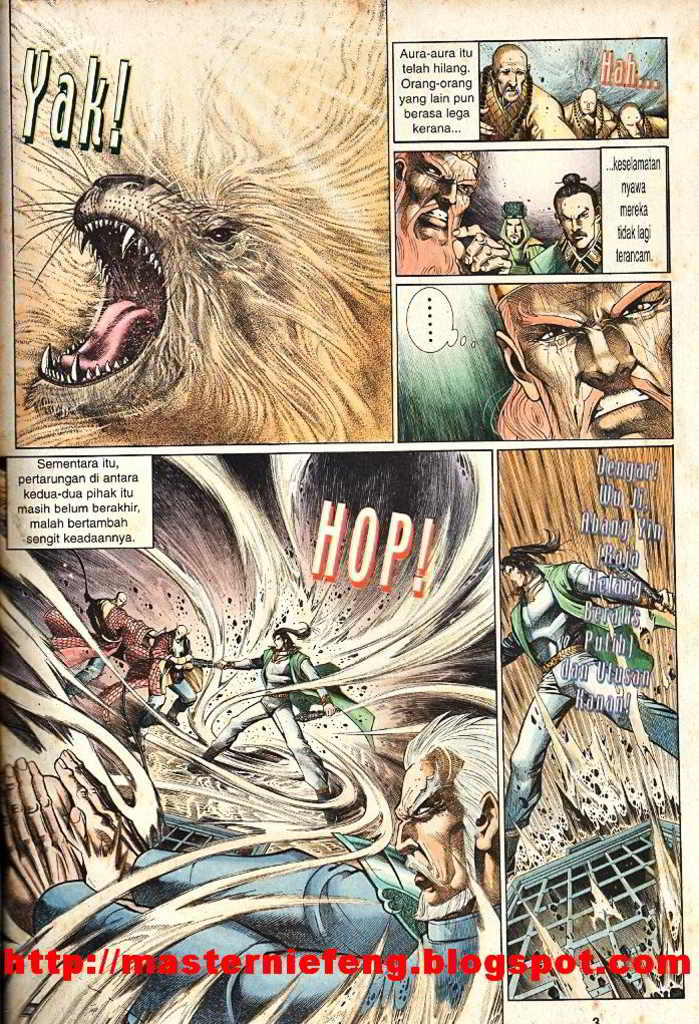 Yak!
Aura-aura itu
telah hilang.
Orang-orang
yang lain pun
berasa lega
kerana...
Hah...
...keselamatan
nyawa
mereka
tidak lagi
terancam.
Sementara itu,
pertarungan di antara
kedua-dua pihak itu
masih belum berakhir,
malah bertambah
sengit keadaannya.
HOP!
Dengar!
Wu Ji,
Abang Yin
(Raja
Helang
Berahi
Putih)
dan Utusan
Kanan!
http://masterniefeng.blogspot.com
3